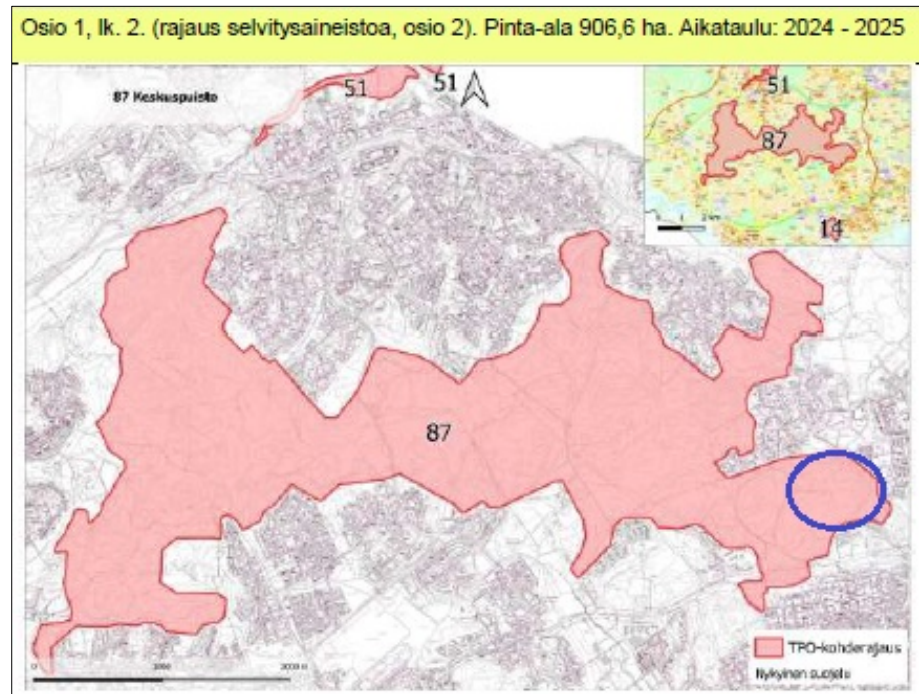 Osio 1, lk. 2. (rajaus selvitysaineistoa, osio 2). Pinta-ala 906,6 ha. Aikataulu: 2024 - 2025
87 Keskuspuisto
51
51
51
87
14
87
TPO-kohderajaus
Nykyinen suojelu
0